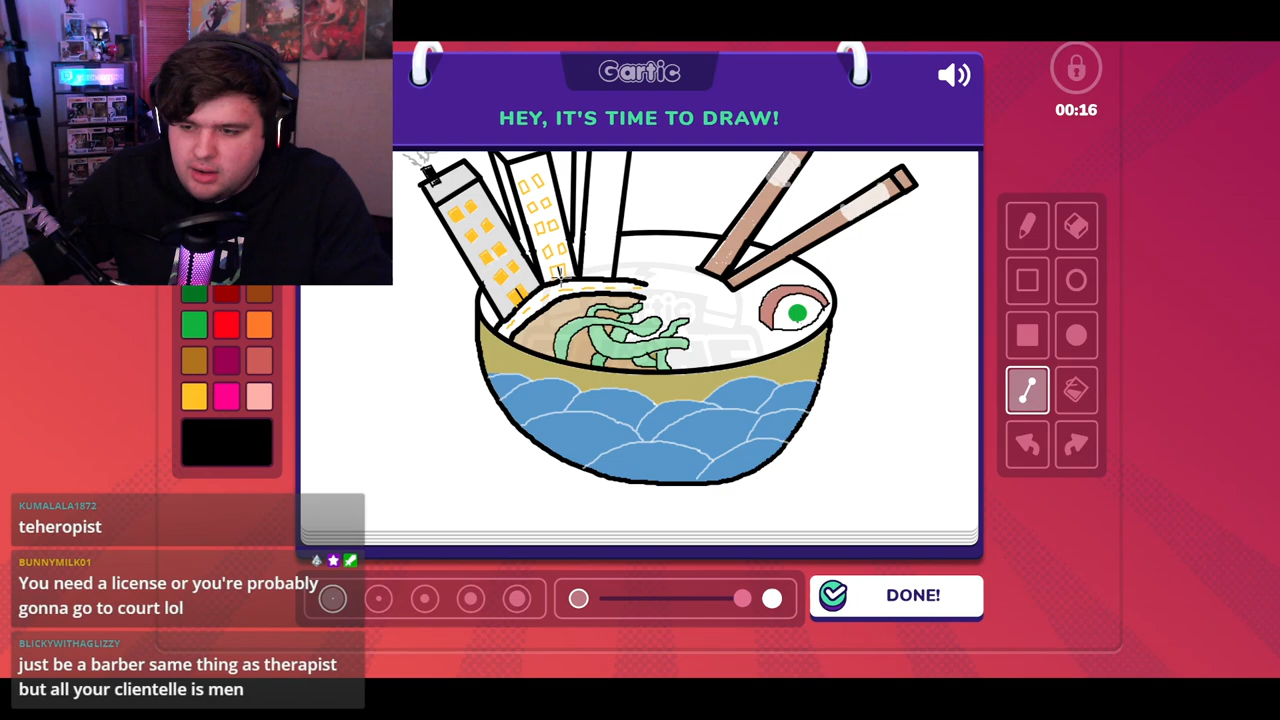 Gartic
HEY, IT'S TIME TO DRAW!
00:16
KUMALALA1872
teheropist
BUNNYMILK01
You need a license or you're probably
gonna go to court lol
BLICKYWITHAGLIZZY
just be a barber same thing as therapist
but all your clientelle is men
DONE!